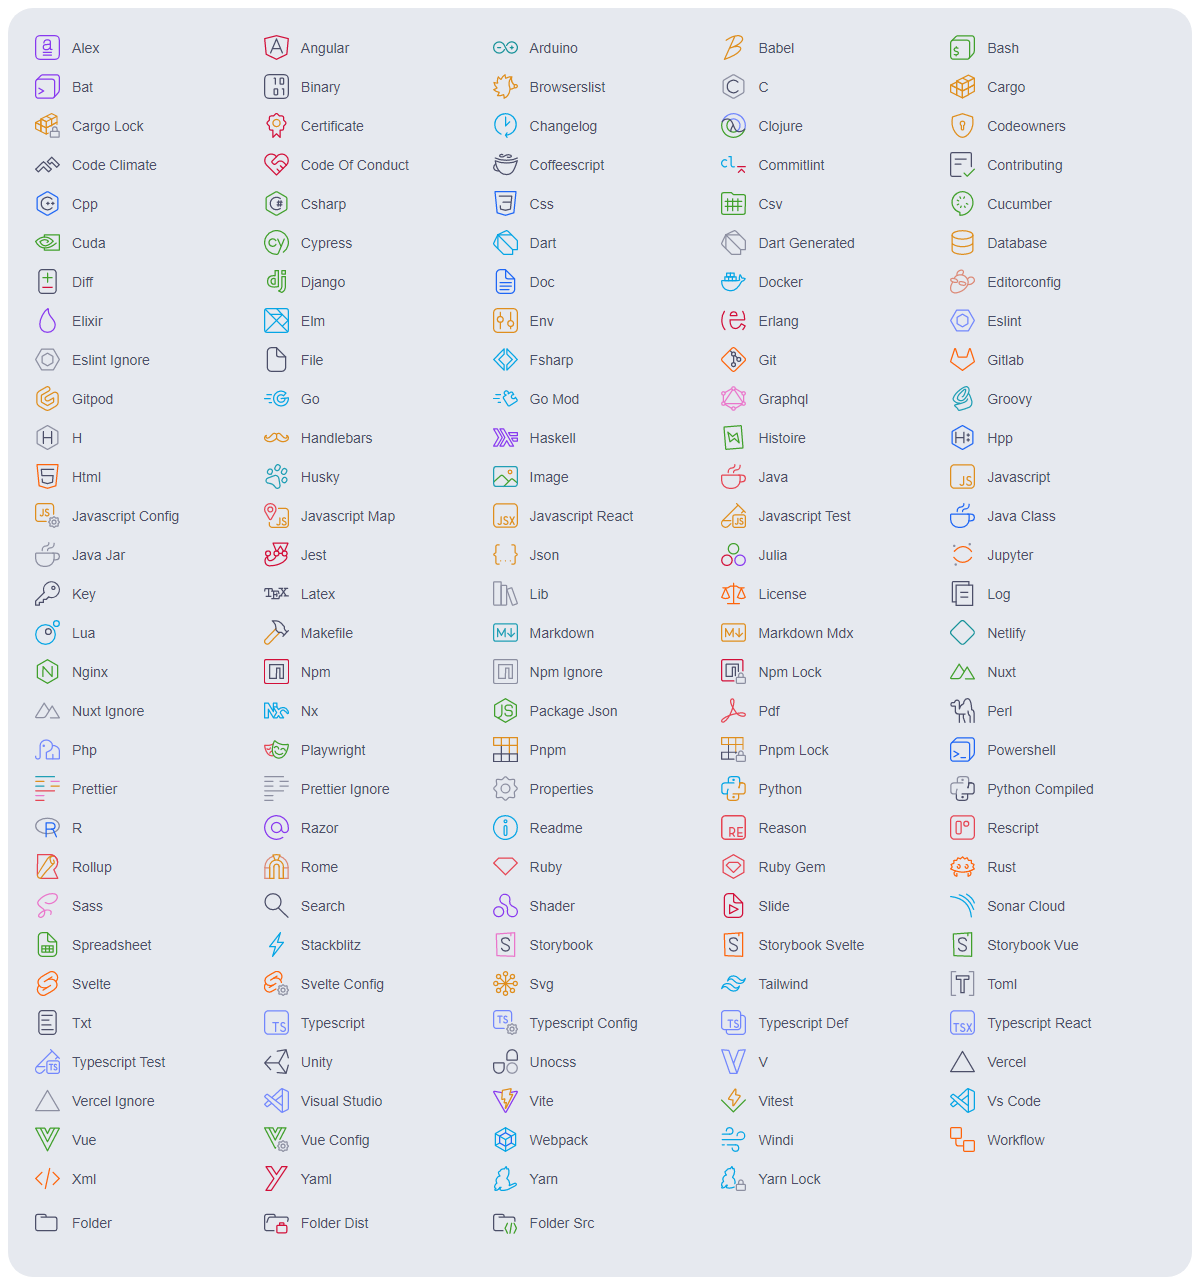 Alex Angular Arduino Babel Bash
Bat Binary Browserslist C Cargo
Cargo Lock Certificate Changelog Clojure Codeowners
Code Climate Code Of Conduct Coffeescript Commitlint Contributing
Cpp Csharp Css Csv Cucumber
Cuda Cypress Dart Dart Generated Database
Diff Django Doc Docker Editorconfig
Elixir Elm Env Erlang Eslint
Eslint Ignore File Fsharp Git Gitlab
Gitpod Go Go Mod Graphql Groovy
H Handlebars Haskell Histoire Hpp
Html Husky Image Java Javascript
Javascript Config Javascript Map Javascript React Javascript Test Java Class
Java Jar Jest Json Julia Jupyter
Key Latex Lib License Log
Lua Makefile Markdown Markdown Mdx Netlify
Nginx Npm Npm Ignore Npm Lock Nuxt
Nuxt Ignore Nx Package Json Pdf Perl
Php Playwright Pnpm Pnpm Lock Powershell
Prettier Prettier Ignore Properties Python Python Compiled
R Razor Readme Reason Rescript
Rollup Rome Ruby Ruby Gem Rust
Sass Search Shader Slide Sonar Cloud
Spreadsheet Stackblitz Storybook Storybook Svelte Storybook Vue
Svelte Svelte Config Svg Tailwind Toml
Txt Typescript Typescript Config Typescript Def Typescript React
Typescript Test Unity Unocss V Vercel
Vercel Ignore Visual Studio Vite Vitest Vs Code
Vue Vue Config Webpack Windi Workflow
Xml Yaml Yarn Yarn Lock
Folder Folder Dist Folder Src